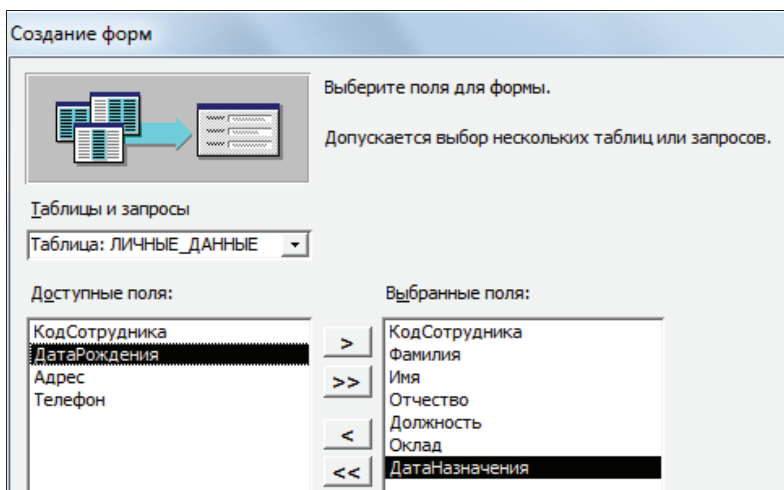 Создание форм
Выберите поля для формы.
Допускается выбор нескольких таблиц или запросов.
Таблицы и запросы
Таблица: ЛИЧНЫЕ_ДАННЫЕ
Доступные поля:
КодСотрудника
ДатаРождения
Адрес
Телефон
>
>>
<
<<
Выбранные поля:
КодСотрудника
Фамилия
Имя
Отчество
Должность
Оклад
ДатаНазначения